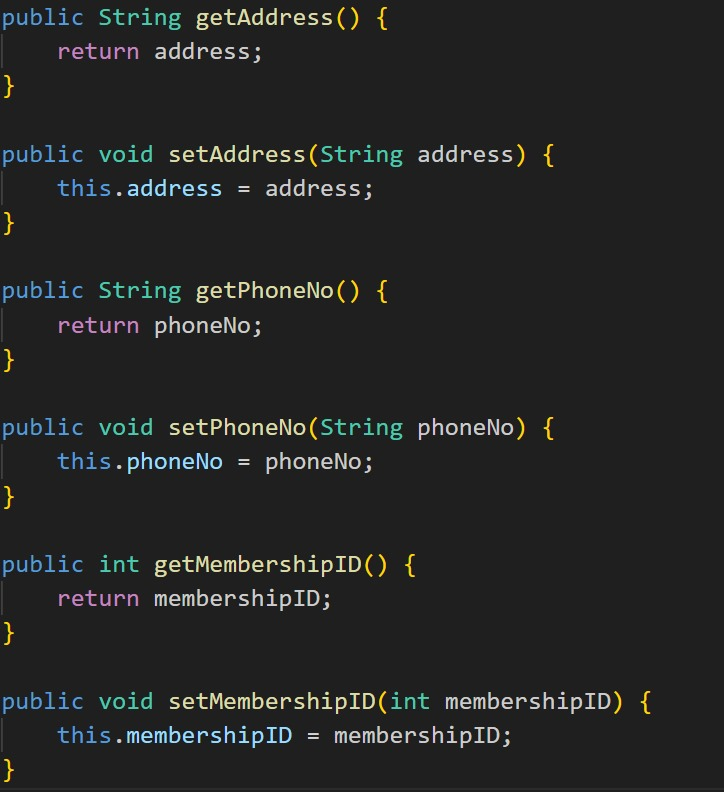 public String getAddress() {
    return address;
}
public void setAddress(String address) {
    this.address = address;
}
public String getPhoneNo() {
    return phoneNo;
}
public void setPhoneNo(String phoneNo) {
    this.phoneNo = phoneNo;
}
public int getMembershipID() {
    return membershipID;
}
public void setMembershipID(int membershipID) {
    this.membershipID = membershipID;
}